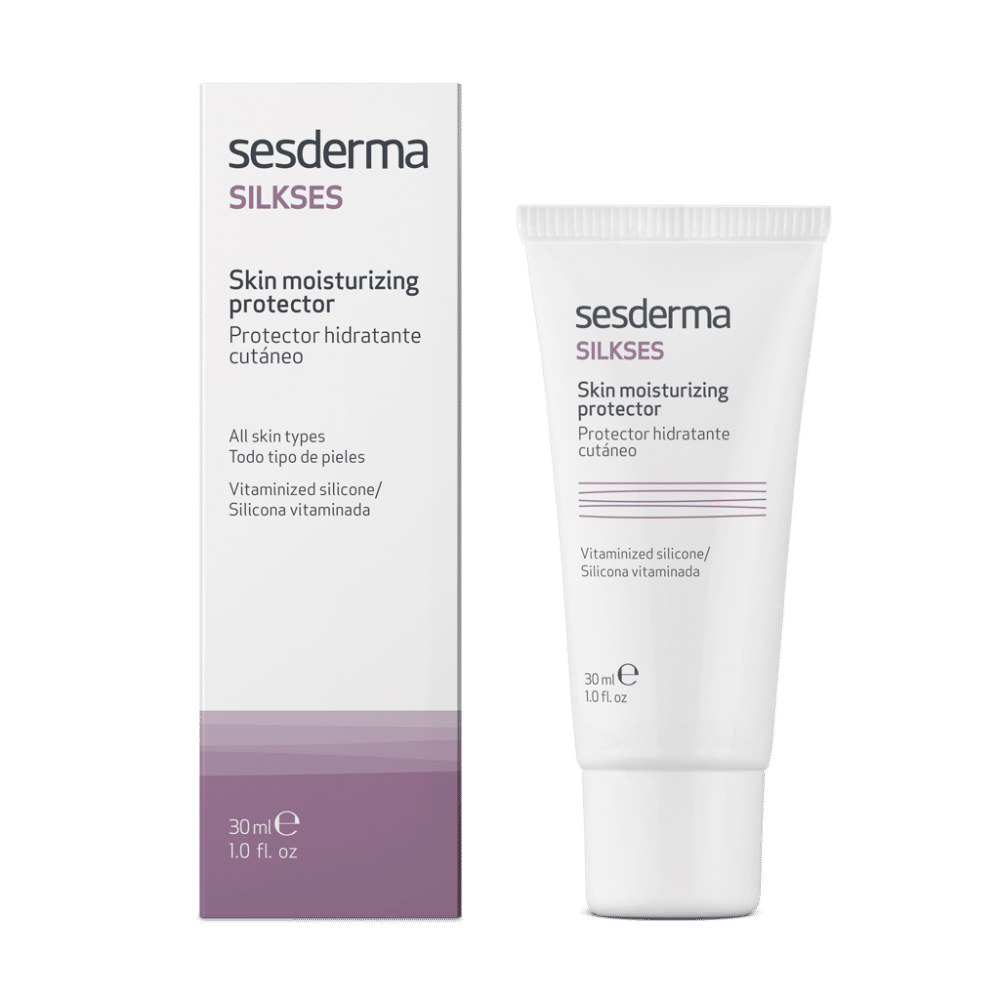 sesderma
SILKSES
Skin moisturizing
protector
Protector hidratante
cutáneo
All skin types
Todo tipo de pieles
Vitaminized silicone/
Silicona vitaminada
30 ml ℮
1.0 fl. oz
sesderma
SILKSES
Skin moisturizing
protector
Protector hidratante
cutáneo
Vitaminized silicone/
Silicona vitaminada
30 ml ℮
1.0 fl. oz